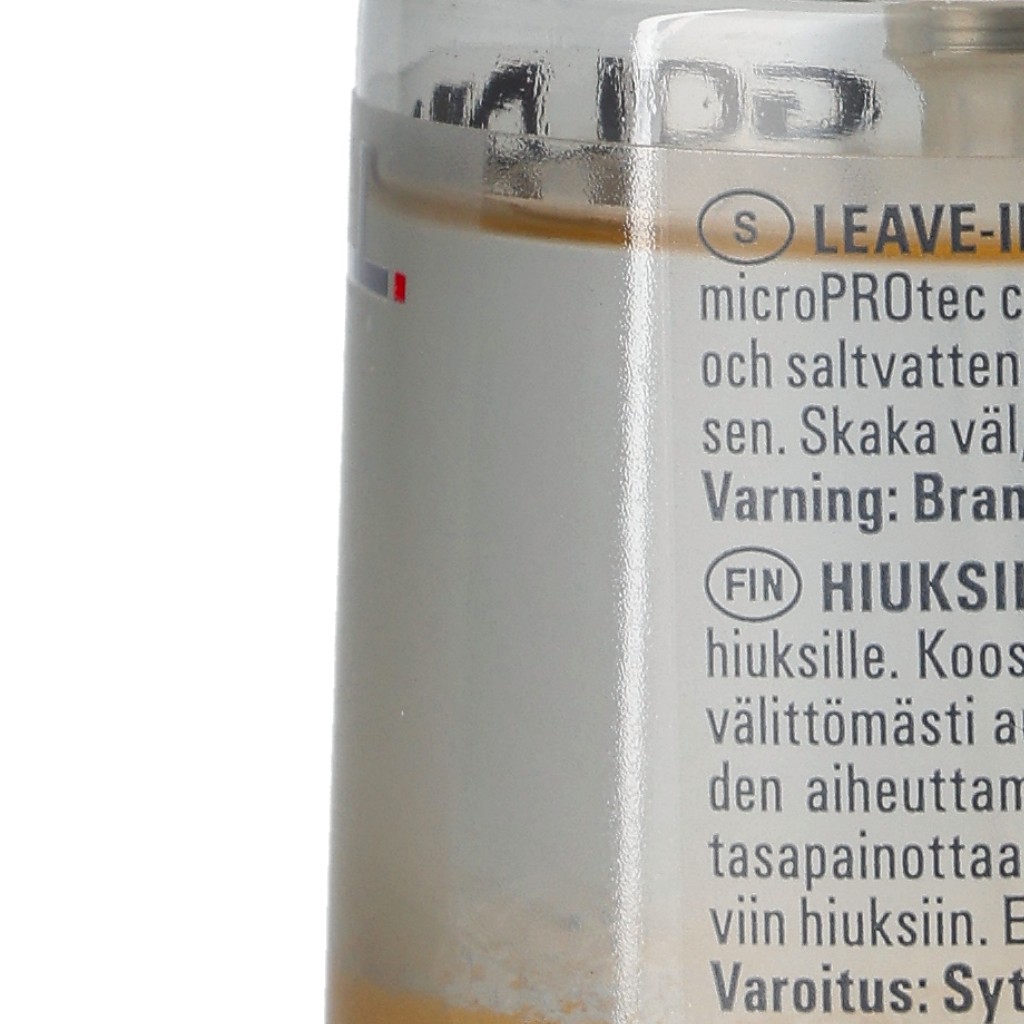 S LEAVE-I
microPROtec c
och saltvatten
sen. Skaka väl,
Varning: Bran
FIN HIUKSIL
hiuksille. Koos
välittömästi a
den aiheuttam
tasapainottaa
viin hiuksiin. E
Varoitus: Syt